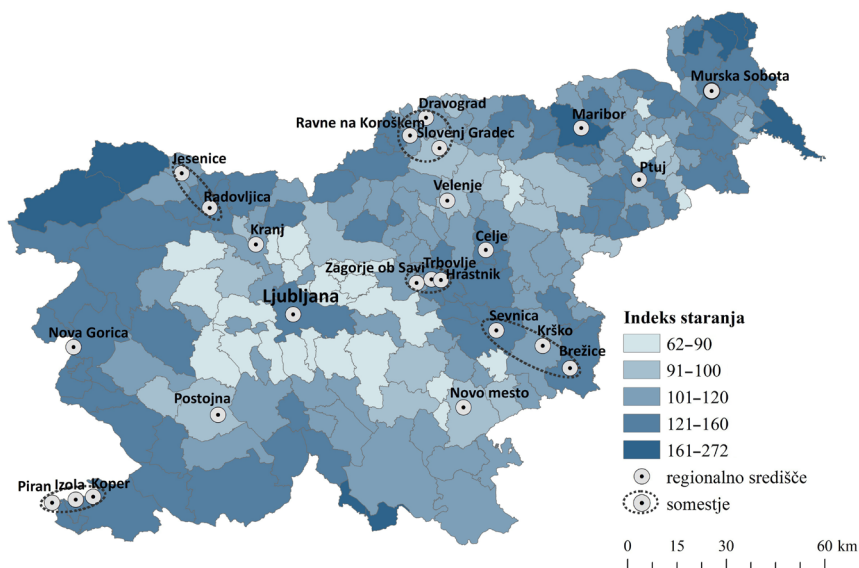 Murska Sobota
Dravograd
Ravne na Koroškem
Maribor
Slovenj Gradec
Jesenice
Ptuj
Radovljica
Velenje
Kranj
Celje
Zagorje ob Savi
Trbovlje
Hrastnik
Ljubljana
Sevnica
Nova Gorica
Krško
Brežice
Postojna
Novo mesto
Piran
Izola
Koper
Indeks staranja
62–90
91–100
101–120
121–160
161–272
regionalno središče
somestje
0 15 30 60 km